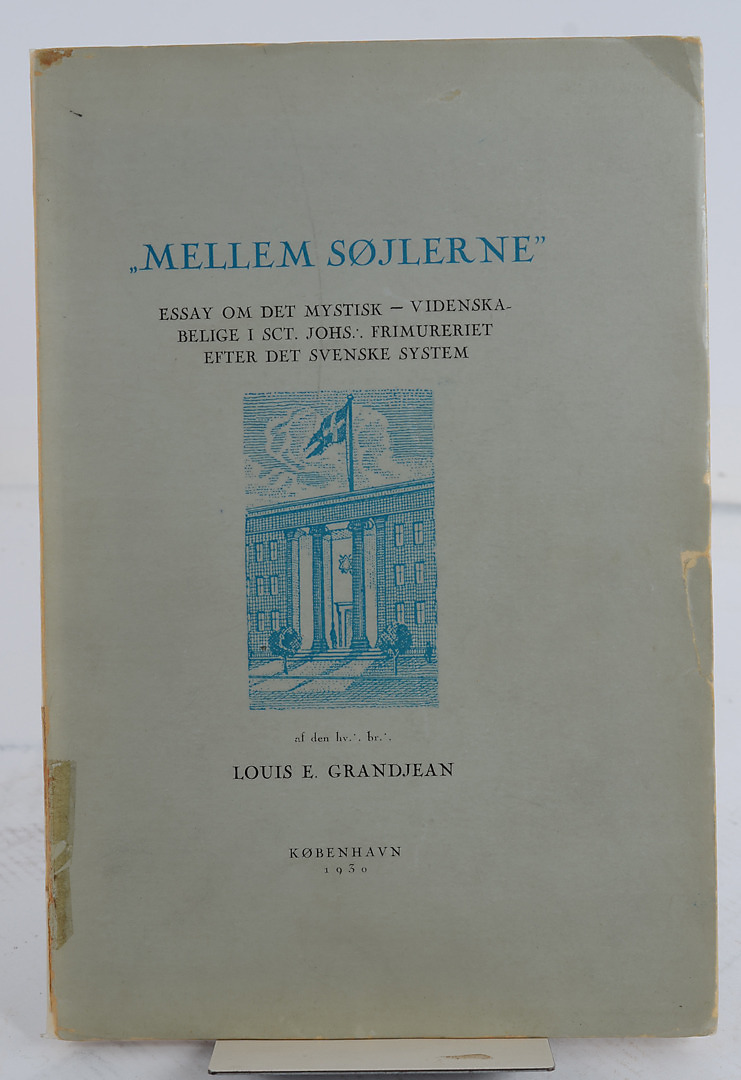 „MELLEM SØJLERNE”
ESSAY OM DET MYSTISK — VIDENSKA-
BELIGE I SCT. JOHS.∴ FRIMURERIET
EFTER DET SVENSKE SYSTEM
af den hv.∴ br.∴
LOUIS E. GRANDJEAN
KØBENHAVN
1930